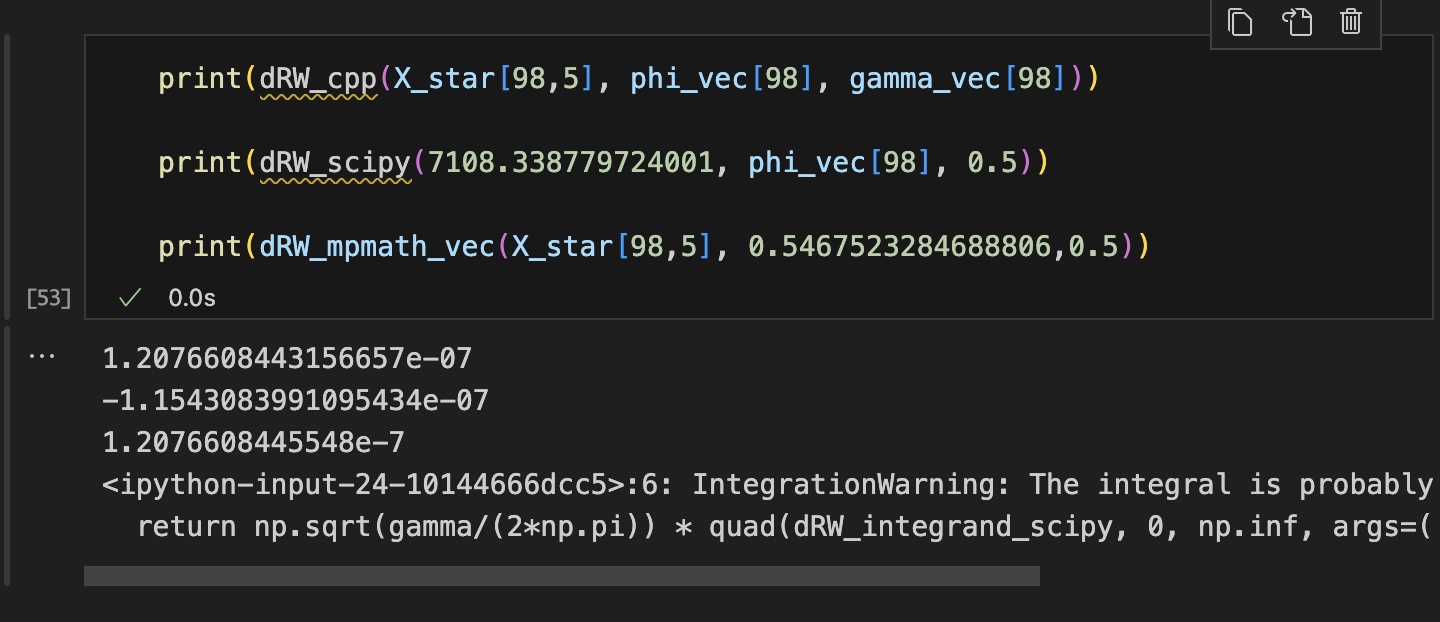 print(dRW_cpp(X_star[98,5], phi_vec[98], gamma_vec[98]))
print(dRW_scipy(7108.338779724001, phi_vec[98], 0.5))
print(dRW_mpmath_vec(X_star[98,5], 0.5467523284688806,0.5))
[53] ✓ 0.0s
... 1.2076608443156657e-07
-1.1543083991095434e-07
1.2076608445548e-7
<ipython-input-24-10144666dcc5>:6: IntegrationWarning: The integral is probably
return np.sqrt(gamma/(2*np.pi)) * quad(dRW_integrand_scipy, 0, np.inf, args=(